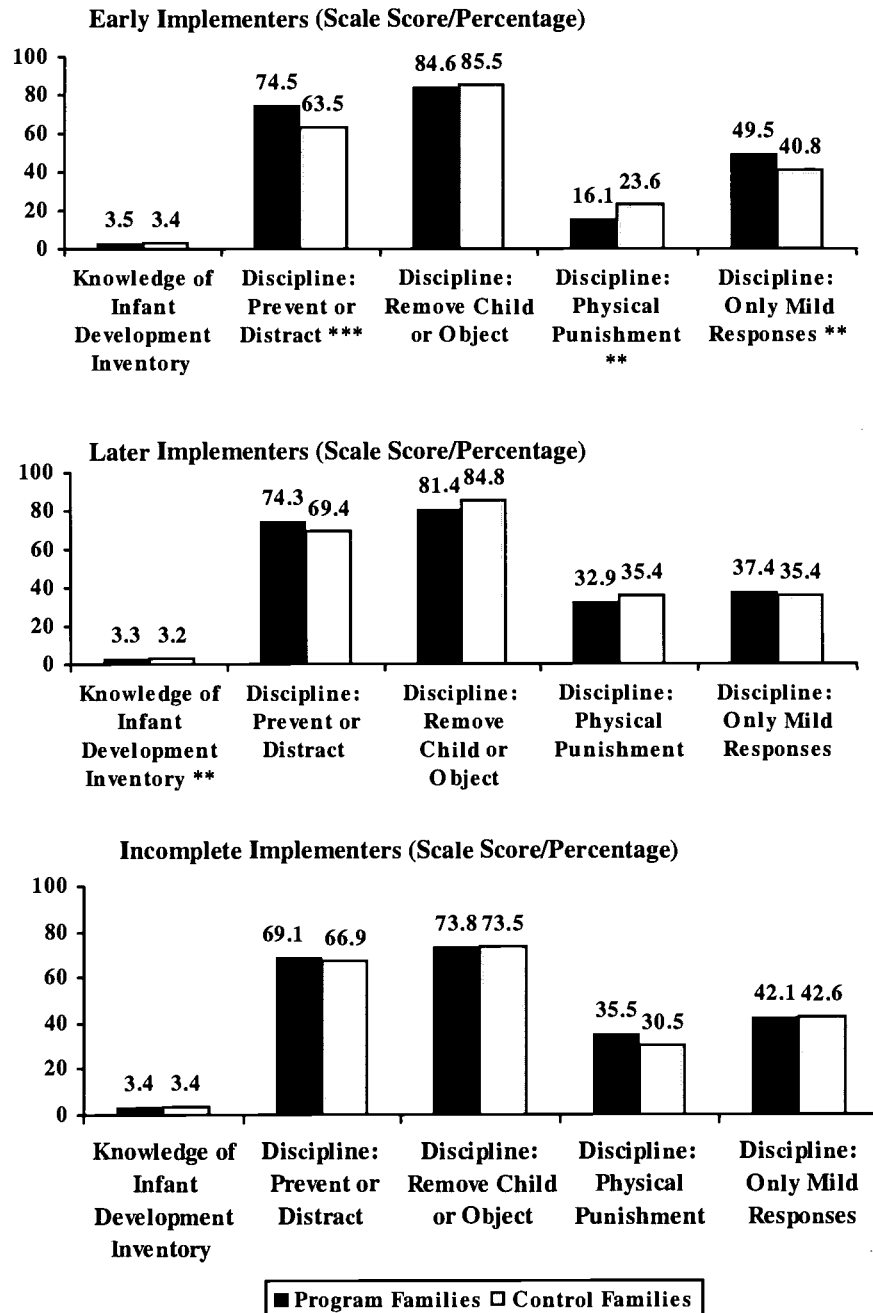 Early Implementers (Scale Score/Percentage)
100
80
60
40
20
0
3.5 3.4
74.5 63.5
84.6 85.5
16.1 23.6
49.5 40.8
Knowledge of
Infant
Development
Inventory
Discipline:
Prevent or
Distract ***
Discipline:
Remove Child
or Object
Discipline:
Physical
Punishment
**
Discipline:
Only Mild
Responses **
Later Implementers (Scale Score/Percentage)
100
80
60
40
20
0
3.3 3.2
74.3 69.4
81.4 84.8
32.9 35.4
37.4 35.4
Knowledge of
Infant
Development
Inventory **
Discipline:
Prevent or
Distract
Discipline:
Remove
Child or
Object
Discipline:
Physical
Punishment
Discipline:
Only Mild
Responses
Incomplete Implementers (Scale Score/Percentage)
100
80
60
40
20
0
3.4 3.4
69.1 66.9
73.8 73.5
35.5 30.5
42.1 42.6
Knowledge of
Infant
Development
Inventory
Discipline:
Prevent or
Distract
Discipline:
Remove Child
or Object
Discipline:
Physical
Punishment
Discipline:
Only Mild
Responses
Program Families Control Families